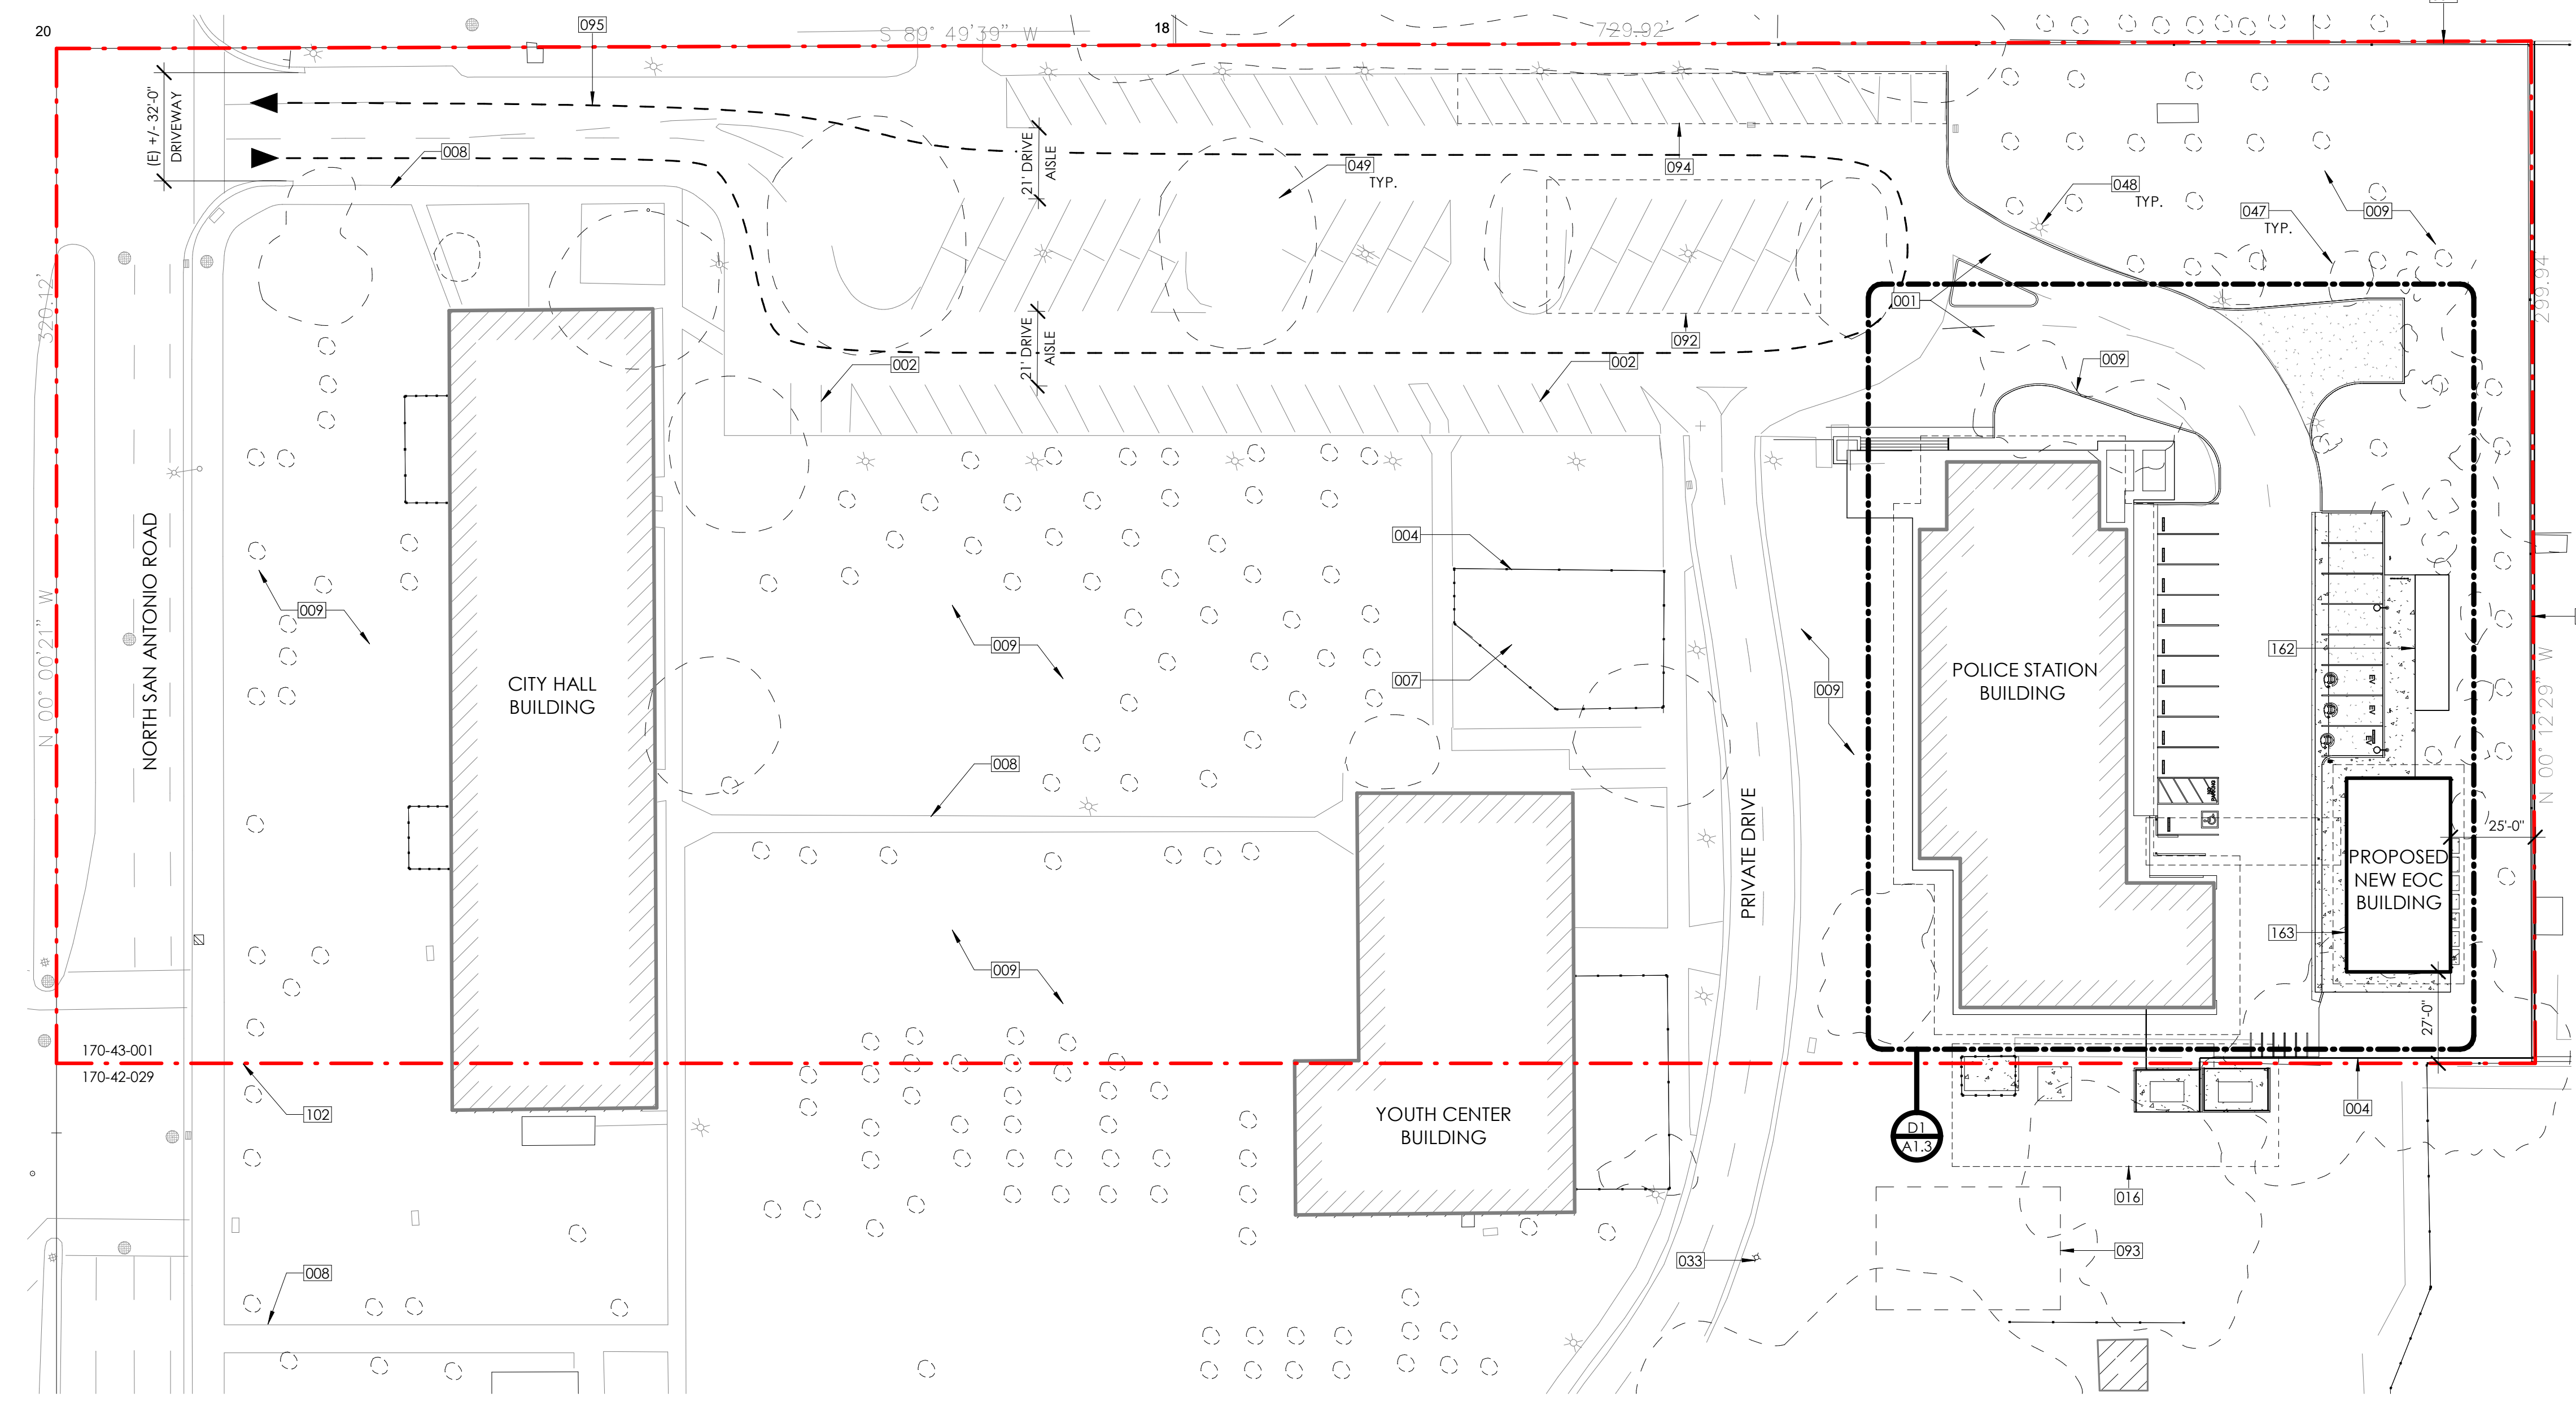 20
095
S 89° 49'39" W
18
729.92'
(E) +/- 32'-0"
DRIVEWAY
008
21' DRIVE
AISLE
049
TYP.
094
048
TYP.
047
TYP.
009
320.12'
299.94
001
21' DRIVE
AISLE
002
092
002
009
NORTH SAN ANTONIO ROAD
004
009
009
CITY HALL
BUILDING
007
009
POLICE STATION
BUILDING
162
EV
EV
EV
N 00° 00'21" W
N 00° 12'29" W
008
PRIVATE DRIVE
25'-0"
PROPOSED
NEW EOC
BUILDING
163
009
27'-0"
170-43-001
170-42-029
102
YOUTH CENTER
BUILDING
D1
A1.3
004
016
093
033
008